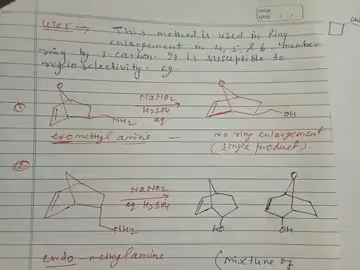 PAGE
DATE
Uses → This method is used in Ring
enlargement in 4, 5 & 6 member
ring by 1-carbon. It is susceptible to
regioselectivity. eg
①
O
NH2
NaNO2
H2SO4
aq
O
OH
exomethyl amine — No ring enlargement
(single product).
②
NH2
NaNO2
aq H2SO4
HO
OH
endo-methylamine
(mixture of